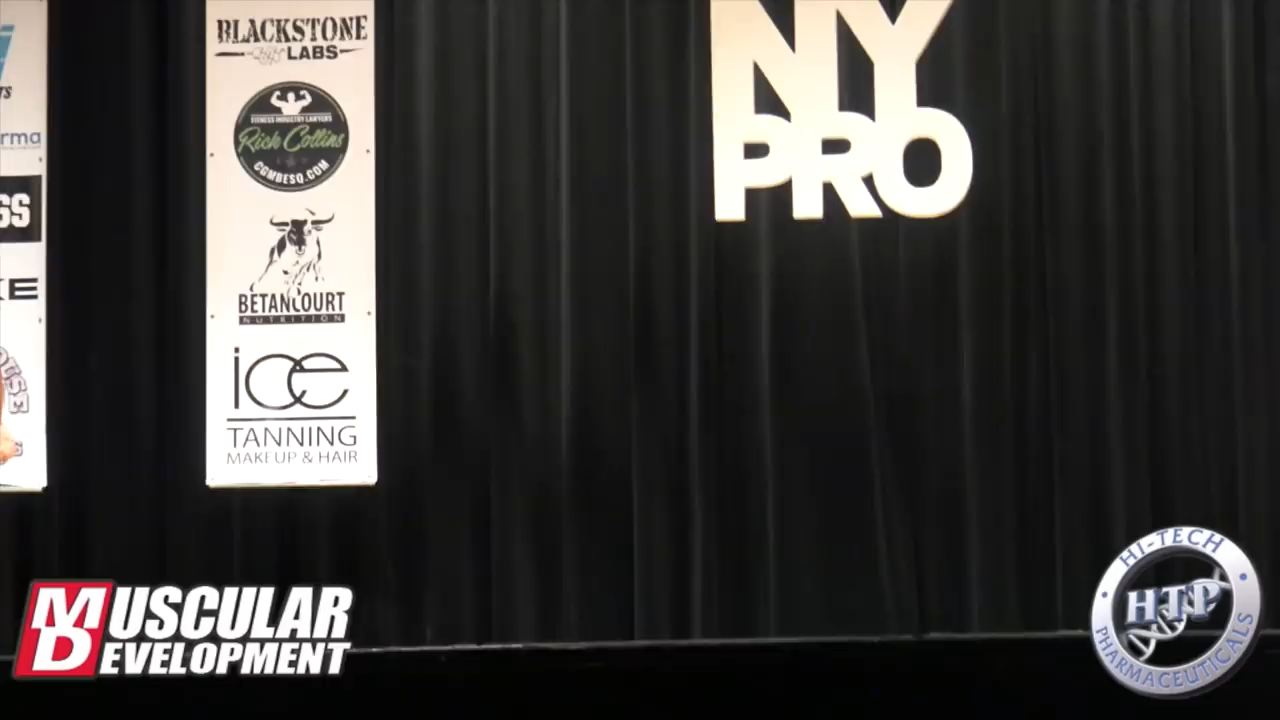 BLACKSTONE
LABS
FITNESS INDUSTRY LAWYERS
Rich Collins
CGMBESQ.COM
BETANCOURT
NUTRITION
ice
TANNING
MAKEUP & HAIR
NY
PRO
MD
MUSCULAR
DEVELOPMENT
HI-TECH
HTP
PHARMACEUTICALS